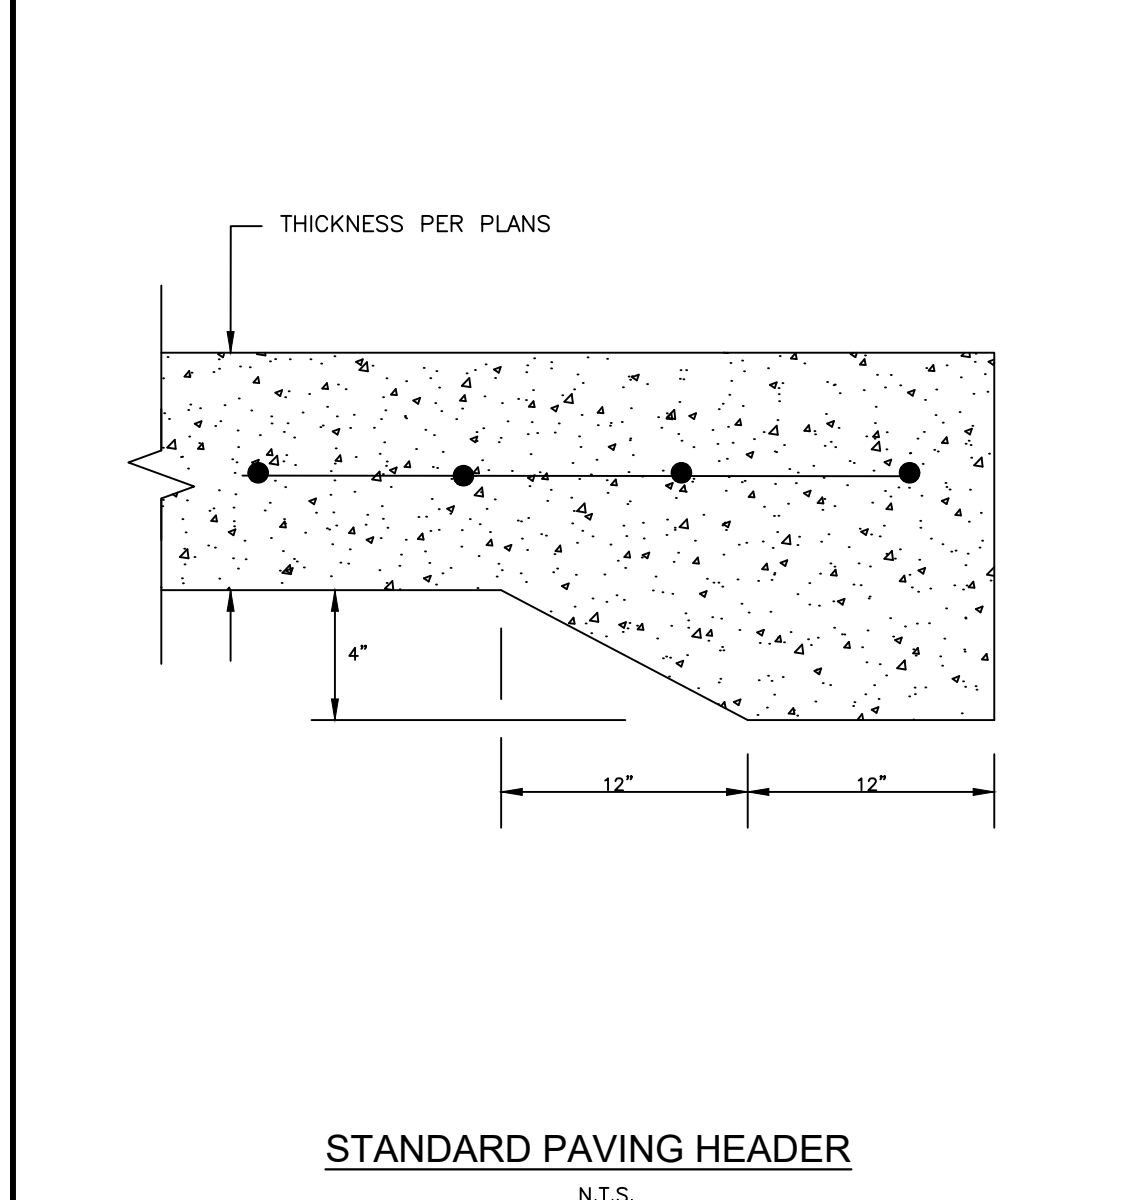 THICKNESS PER PLANS
4"
12" 12"
STANDARD PAVING HEADER
N.T.S.